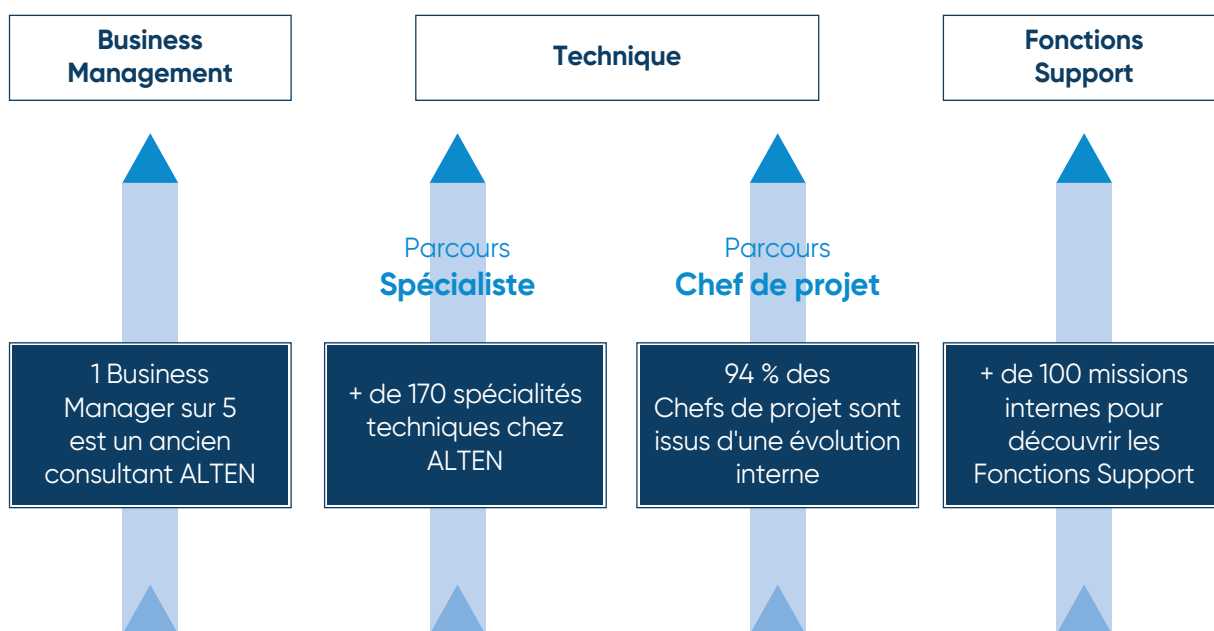 Business
Management
Technique
Fonctions
Support
Parcours
Spécialiste
Parcours
Chef de projet
1 Business
Manager sur 5
est un ancien
consultant ALTEN
+ de 170 spécialités
techniques chez
ALTEN
94 % des
Chefs de projet sont
issus d'une évolution
interne
+ de 100 missions
internes pour
découvrir les
Fonctions Support